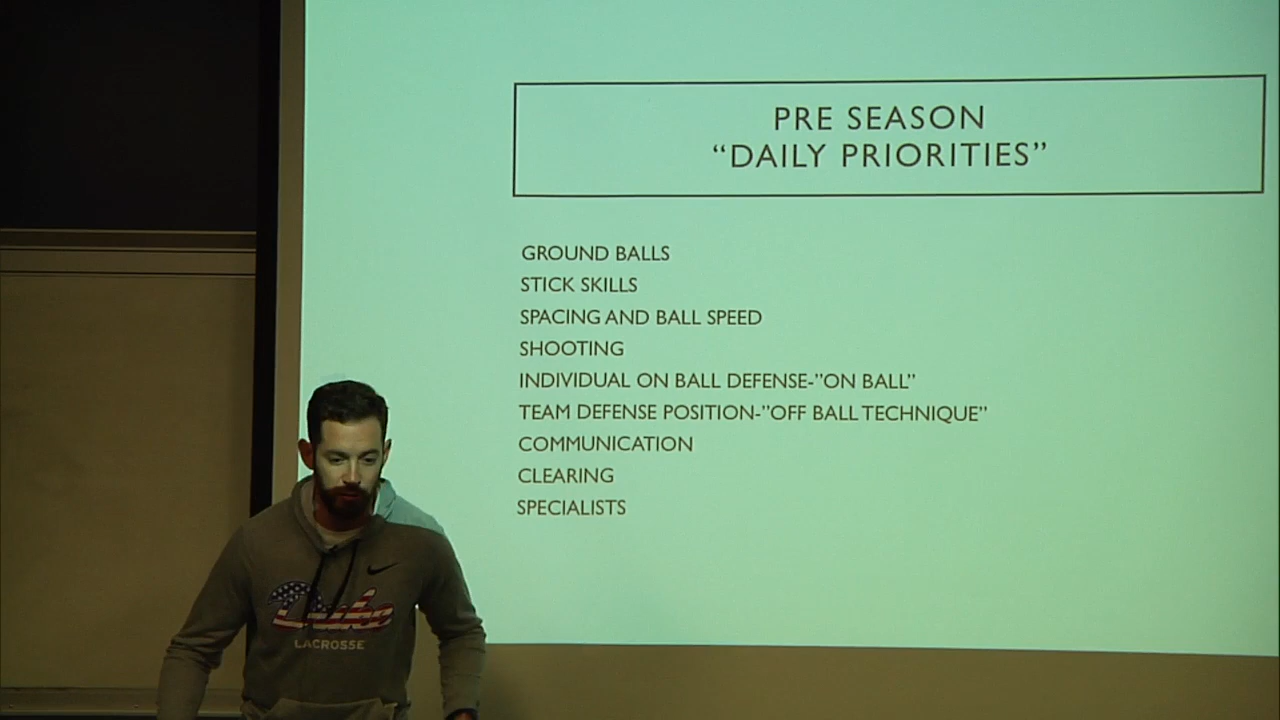 PRE SEASON
“DAILY PRIORITIES”
GROUND BALLS
STICK SKILLS
SPACING AND BALL SPEED
SHOOTING
INDIVIDUAL ON BALL DEFENSE-”ON BALL”
TEAM DEFENSE POSITION-”OFF BALL TECHNIQUE”
COMMUNICATION
CLEARING
SPECIALISTS
LACROSSE